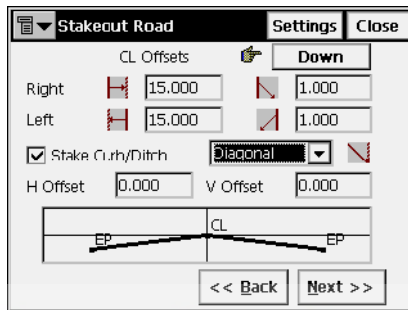 Stakeout Road Settings Close
CL Offsets Down
Right 15.000 1.000
Left 15.000 1.000
Stake Curb/Ditch Diagonal
H Offset 0.000 V Offset 0.000
CL
EP EP
<< Back Next >>